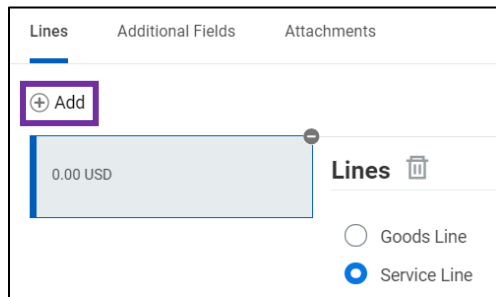 Lines Additional Fields Attachments
Add
0.00 USD
Lines
Goods Line
Service Line